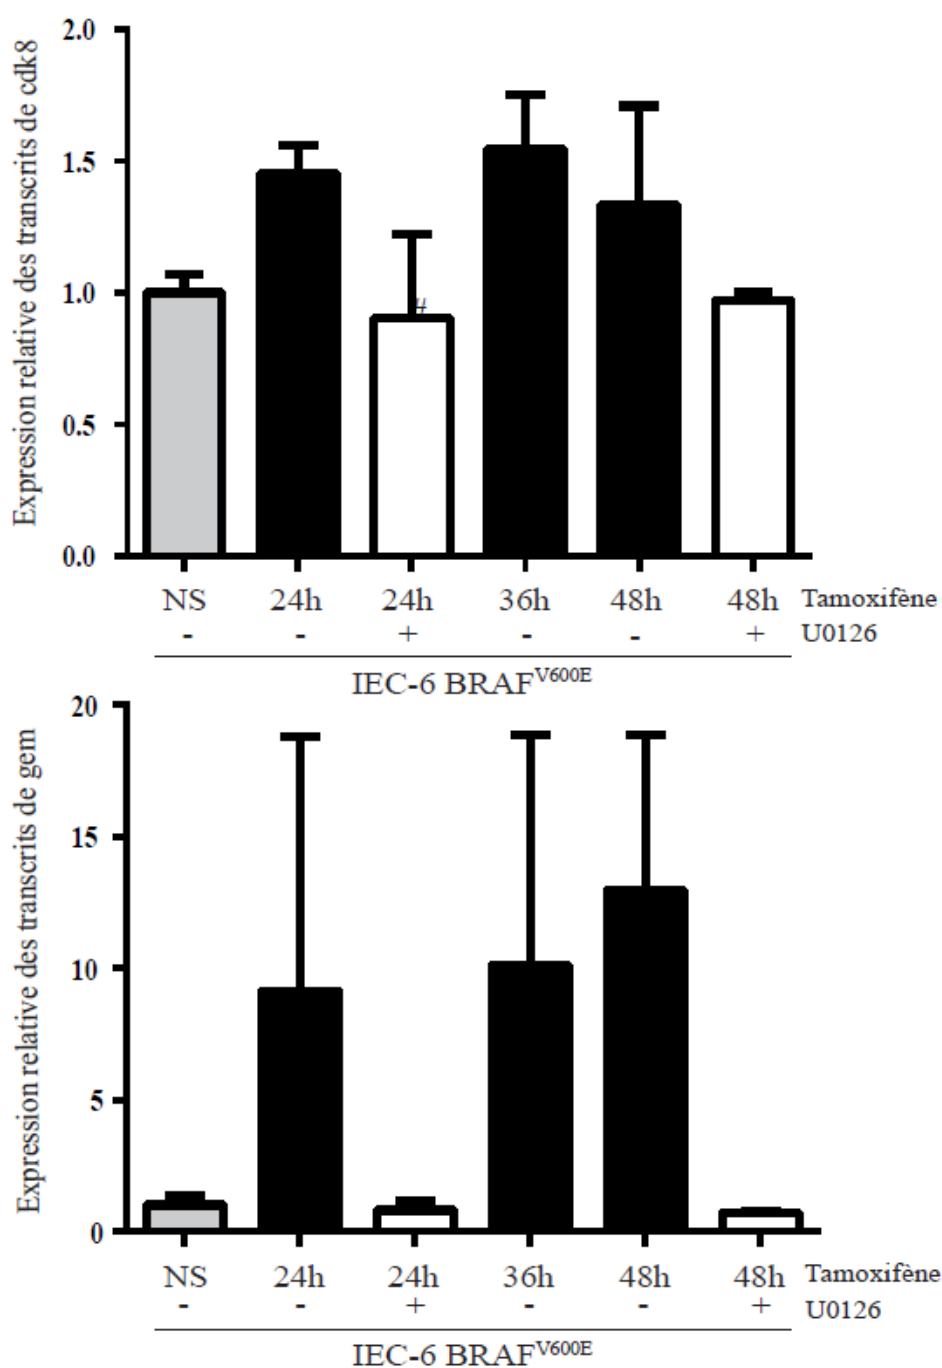 Expression relative des transcrits de cdk8
2.0
1.5
1.0
0.5
0.0
#
NS 24h 24h 36h 48h 48h Tamoxifène
- - + - - + U0126
IEC-6 BRAFV600E
Expression relative des transcrits de gem
20
15
10
5
0
NS 24h 24h 36h 48h 48h Tamoxifène
- - + - - + U0126
IEC-6 BRAFV600E